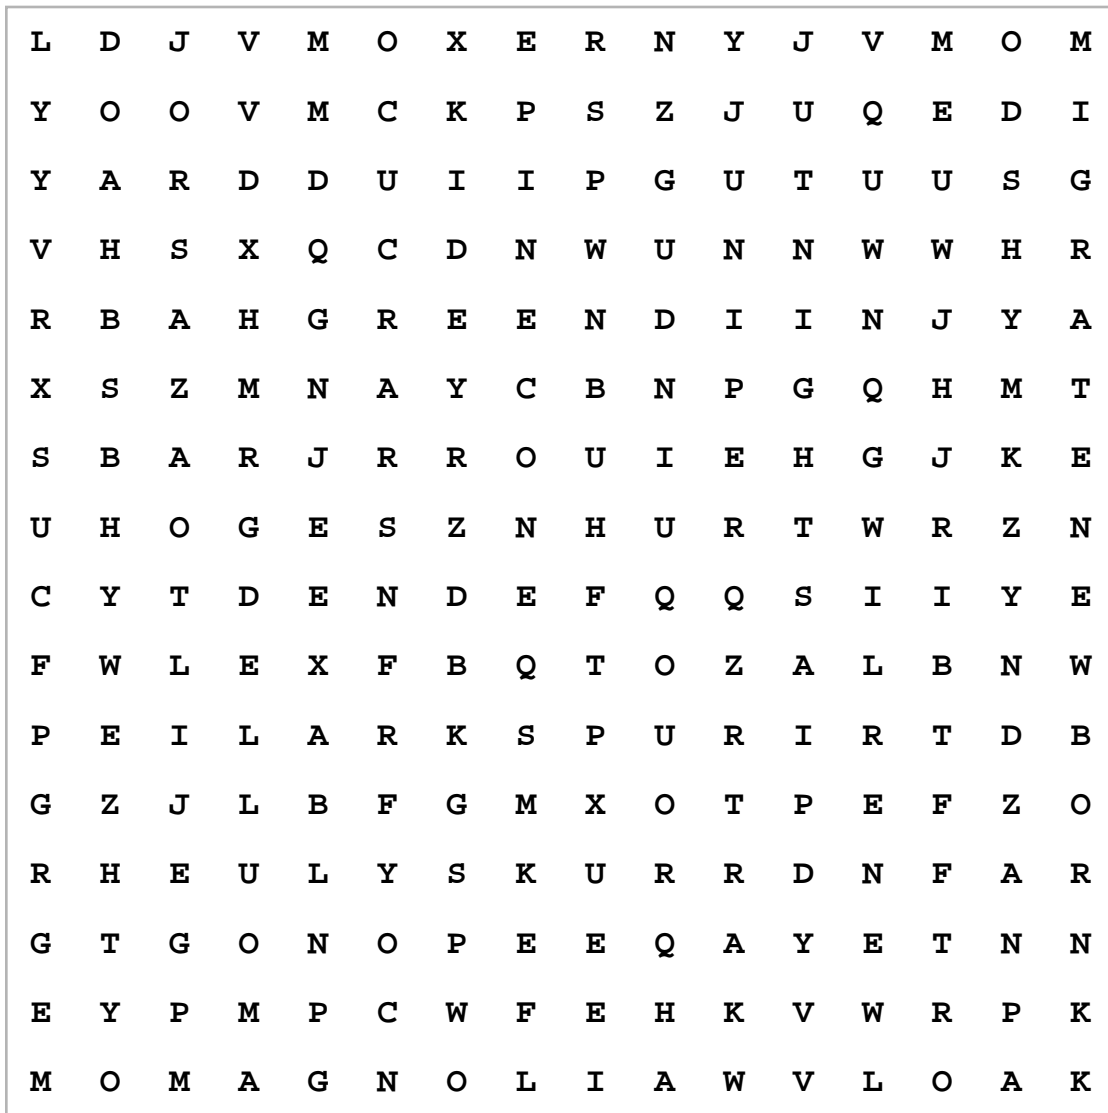 L D J V M O X E R N Y J V M O M
Y O O V M C K P S Z J U Q E D I
Y A R D D U I I P G U T U U S G
V H S X Q C D N W U N N W W H R
R B A H G R E E N D I I N J Y A
X S Z M N A Y C B N P G Q H M T
S B A R J R R O U I E H G J K E
U H O G E S Z N H U R T W R Z N
C Y T D E N D E F Q Q S I I Y E
F W L E X F B Q T O Z A L B N W
P E I L A R K S P U R I R T D B
G Z J L B F G M X O T P E F Z O
R H E U L Y S K U R R D N F A R
G T G O N O P E E Q A Y E T N N
E Y P M P C W F E H K V W R P K
M O M A G N O L I A W V L O A K